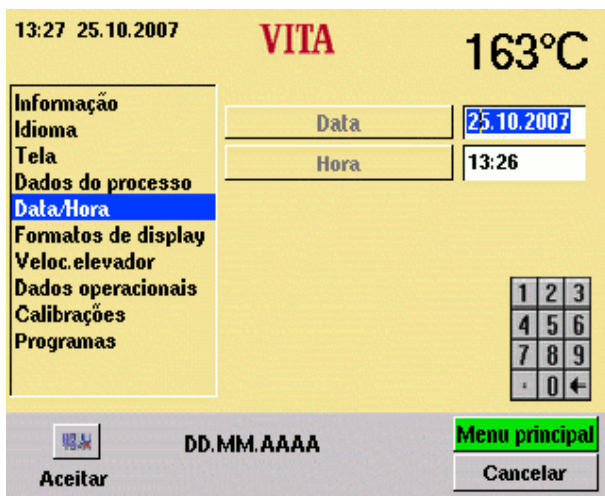 13:27 25.10.2007
VITA
163°C
Informação
Idioma
Tela
Dados do processo
Data/Hora
Formatos de display
Veloc.elevador
Dados operacionais
Calibrações
Programas
Data
25.10.2007
Hora
13:26
1 2 3
4 5 6
7 8 9
· 0 ←
Aceitar
DD.MM.AAAA
Menu principal
Cancelar